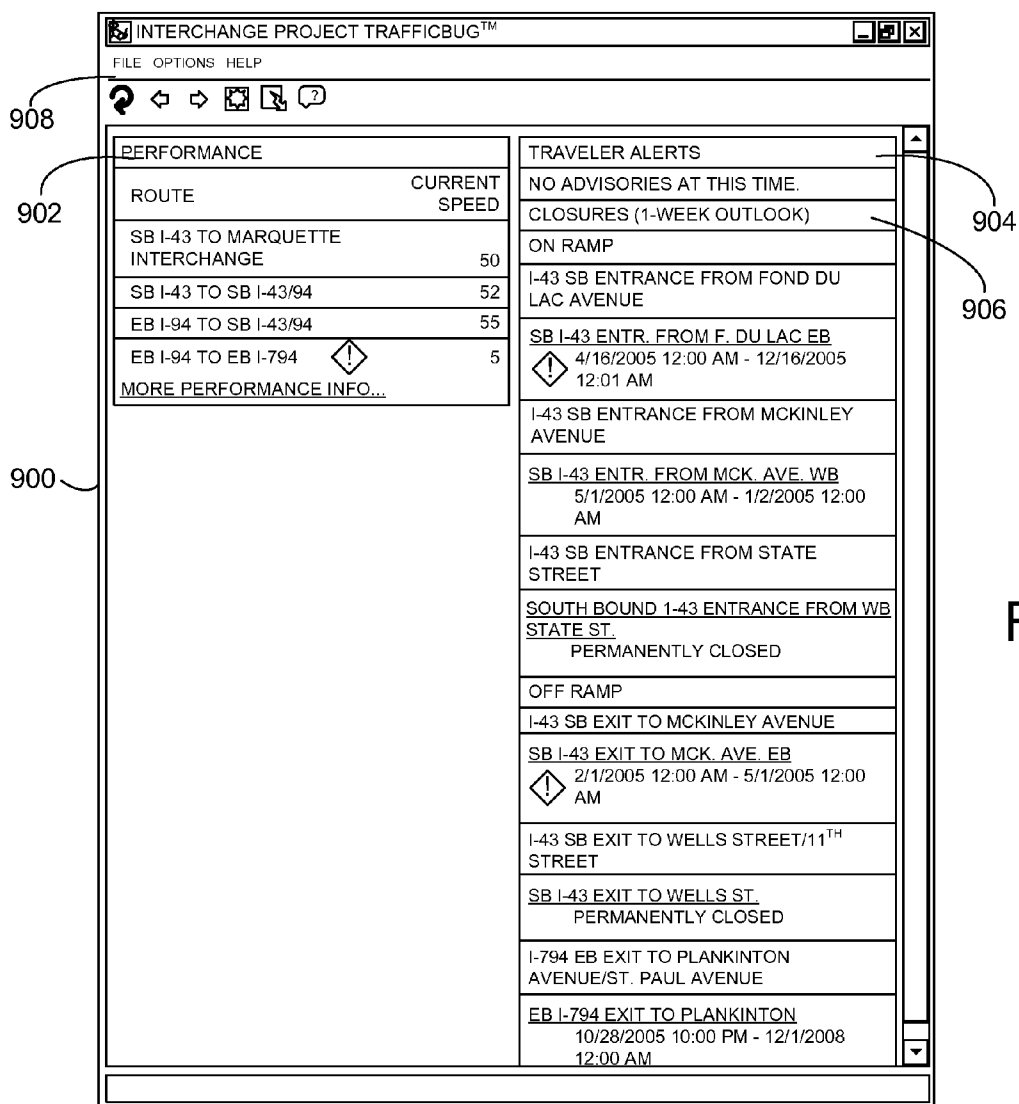 INTERCHANGE PROJECT TRAFFICBUG™
FILE OPTIONS HELP
?
908
PERFORMANCE
902
ROUTE
CURRENT
SPEED
SB I-43 TO MARQUETTE
INTERCHANGE 50
SB I-43 TO SB I-43/94 52
EB I-94 TO SB I-43/94 55
EB I-94 TO EB I-794 ! 5
MORE PERFORMANCE INFO...
900
TRAVELER ALERTS
904
NO ADVISORIES AT THIS TIME.
CLOSURES (1-WEEK OUTLOOK)
906
ON RAMP
I-43 SB ENTRANCE FROM FOND DU
LAC AVENUE
SB I-43 ENTR. FROM F. DU LAC EB
! 4/16/2005 12:00 AM - 12/16/2005
12:01 AM
I-43 SB ENTRANCE FROM MCKINLEY
AVENUE
SB I-43 ENTR. FROM MCK. AVE. WB
5/1/2005 12:00 AM - 1/2/2005 12:00
AM
I-43 SB ENTRANCE FROM STATE
STREET
SOUTH BOUND 1-43 ENTRANCE FROM WB
STATE ST.
PERMANENTLY CLOSED
OFF RAMP
I-43 SB EXIT TO MCKINLEY AVENUE
SB I-43 EXIT TO MCK. AVE. EB
! 2/1/2005 12:00 AM - 5/1/2005 12:00
AM
I-43 SB EXIT TO WELLS STREET/11TH
STREET
SB I-43 EXIT TO WELLS ST.
PERMANENTLY CLOSED
I-794 EB EXIT TO PLANKINTON
AVENUE/ST. PAUL AVENUE
EB I-794 EXIT TO PLANKINTON
10/28/2005 10:00 PM - 12/1/2008
12:00 AM